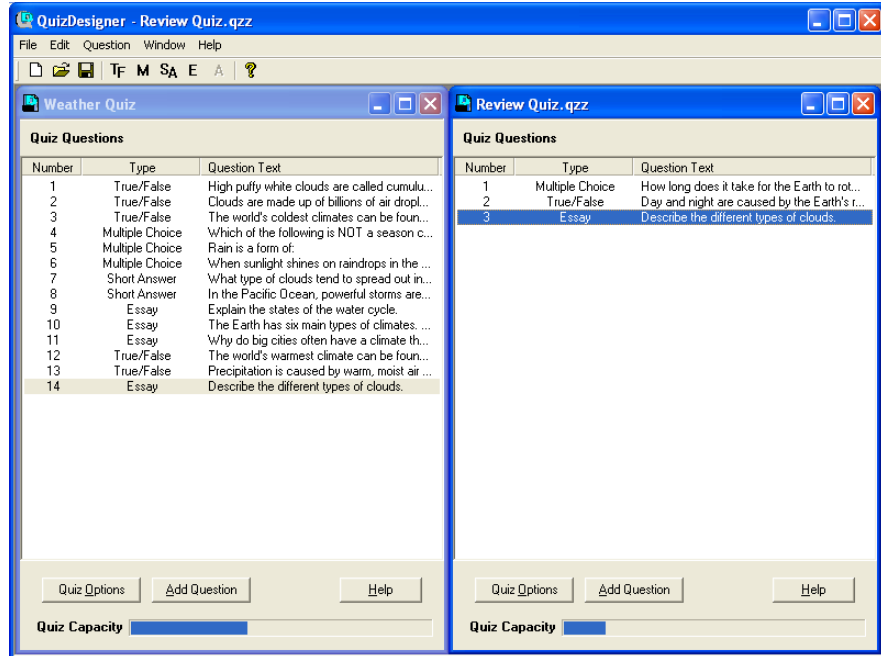 QuizDesigner - Review Quiz.qzz
File Edit Question Window Help
TF M SA E A ?
Weather Quiz
Quiz Questions
Number Type Question Text
1 True/False High puffy white clouds are called cumulu...
2 True/False Clouds are made up of billions of air dropl...
3 True/False The world's coldest climates can be foun...
4 Multiple Choice Which of the following is NOT a season c...
5 Multiple Choice Rain is a form of:
6 Multiple Choice When sunlight shines on raindrops in the ...
7 Short Answer What type of clouds tend to spread out in...
8 Short Answer In the Pacific Ocean, powerful storms are...
9 Essay Explain the states of the water cycle.
10 Essay The Earth has six main types of climates. ...
11 Essay Why do big cities often have a climate th...
12 True/False The world's warmest climate can be foun...
13 True/False Precipitation is caused by warm, moist air ...
14 Essay Describe the different types of clouds.
Quiz Options Add Question Help
Quiz Capacity
Review Quiz.qzz
Quiz Questions
Number Type Question Text
1 Multiple Choice How long does it take for the Earth to rot...
2 True/False Day and night are caused by the Earth's r...
3 Essay Describe the different types of clouds.
Quiz Options Add Question Help
Quiz Capacity